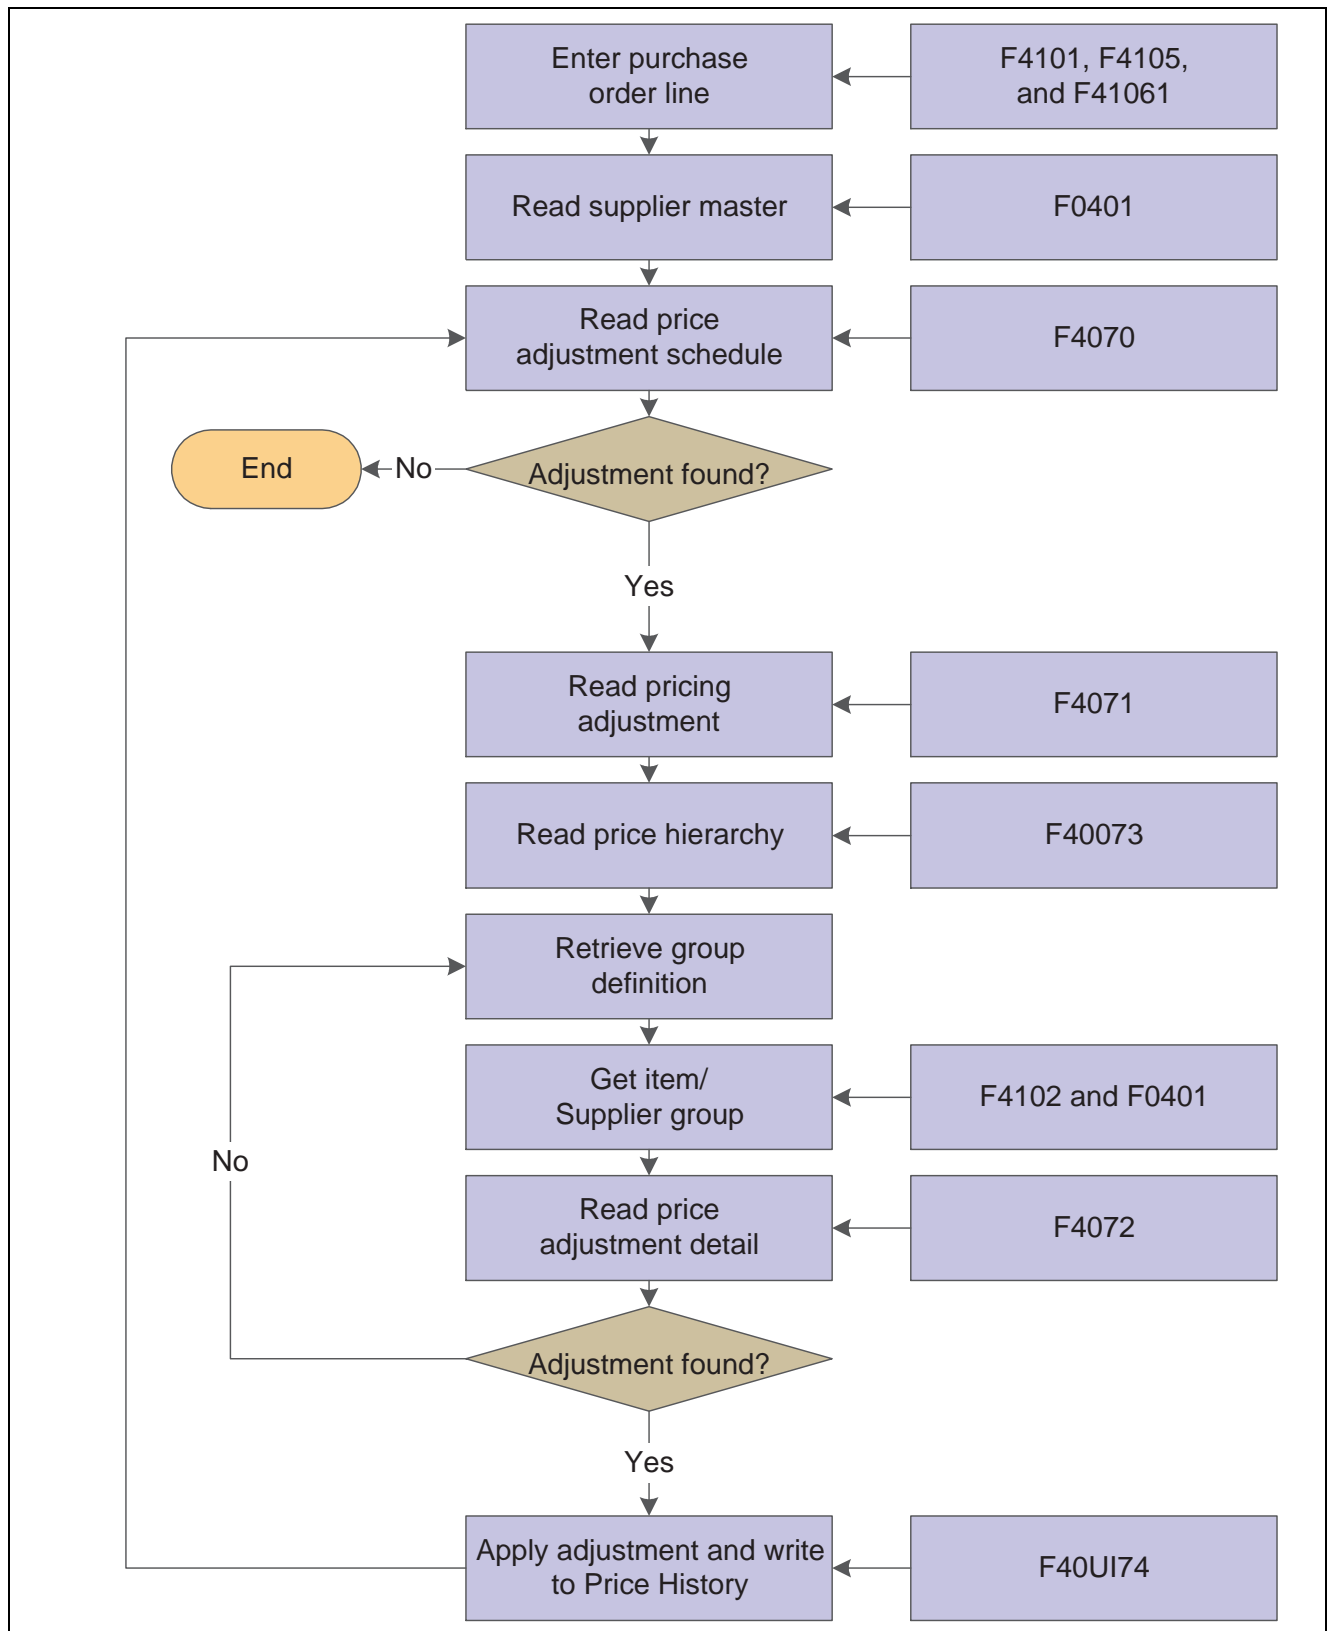 Enter purchase
order line
F4101, F4105,
and F41061
Read supplier master
F0401
Read price
adjustment schedule
F4070
End
No
Adjustment found?
Yes
Read pricing
adjustment
F4071
Read price hierarchy
F40073
Retrieve group
definition
Get item/
Supplier group
F4102 and F0401
No
Read price
adjustment detail
F4072
Adjustment found?
Yes
Apply adjustment and write
to Price History
F40UI74